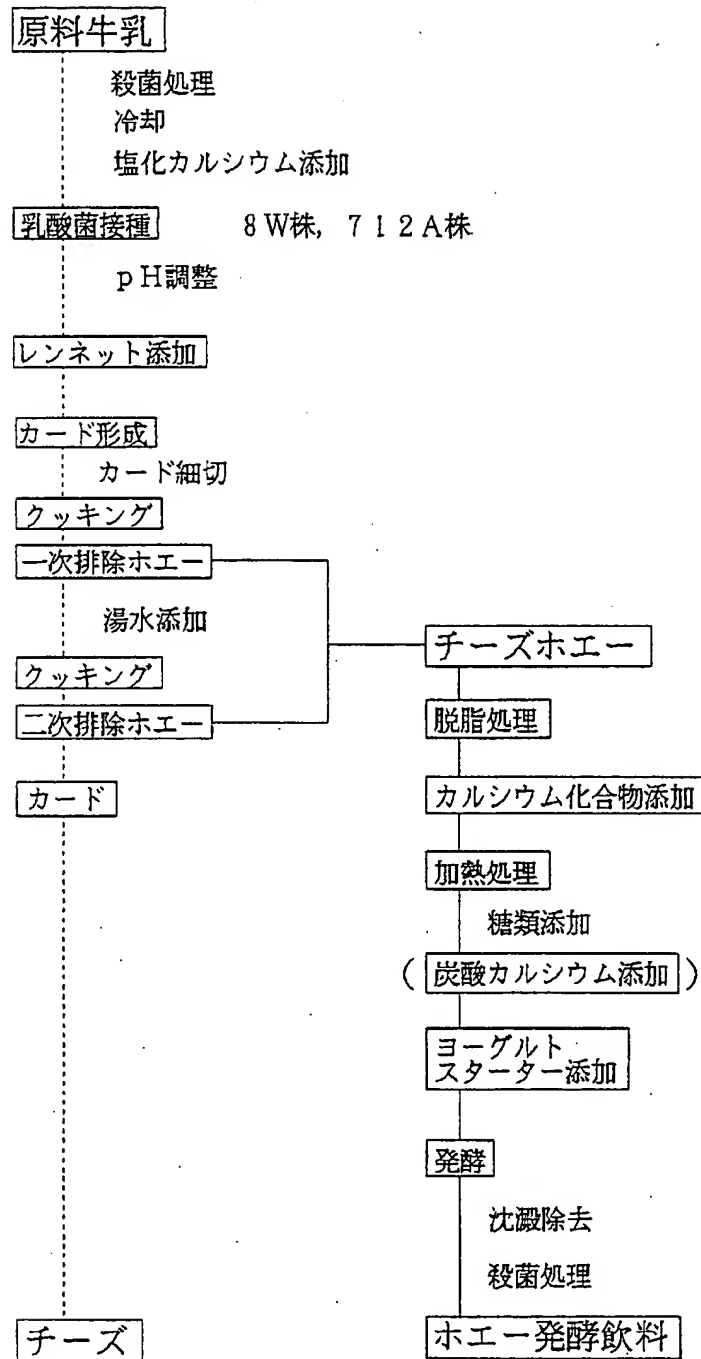 原料牛乳
殺菌処理
冷却
塩化カルシウム添加
乳酸菌接種 8W株, 712A株
pH調整
レンネット添加
カード形成
カード細切
クッキング
一次排除ホエー
湯水添加
クッキング
二次排除ホエー
カード
チーズ
チーズホエー
脱脂処理
カルシウム化合物添加
加熱処理
糖類添加
(炭酸カルシウム添加)
ヨーグルト
スターター添加
発酵
沈澱除去
殺菌処理
ホエー発酵飲料